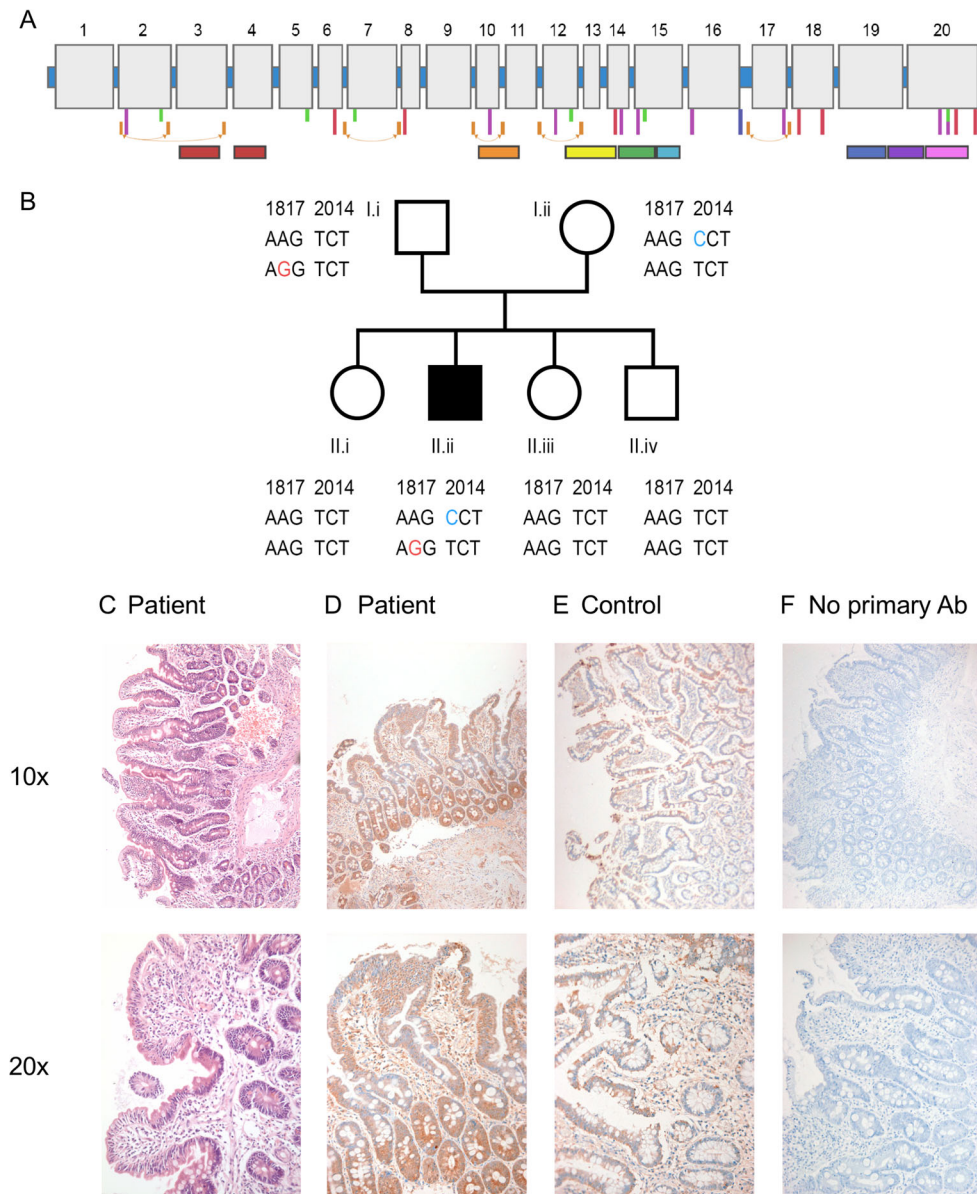 A
1 2 3 4 5 6 7 8 9 10 11 12 13 14 15 16 17 18 19 20
B
1817 2014 I.i
AAG TCT
AGG TCT
I.ii 1817 2014
AAG CCT
AAG TCT
II.i II.ii II.iii II.iv
1817 2014 1817 2014 1817 2014 1817 2014
AAG TCT AAG CCT AAG TCT AAG TCT
AAG TCT AGG TCT AAG TCT AAG TCT
C Patient D Patient E Control F No primary Ab
10x
20x